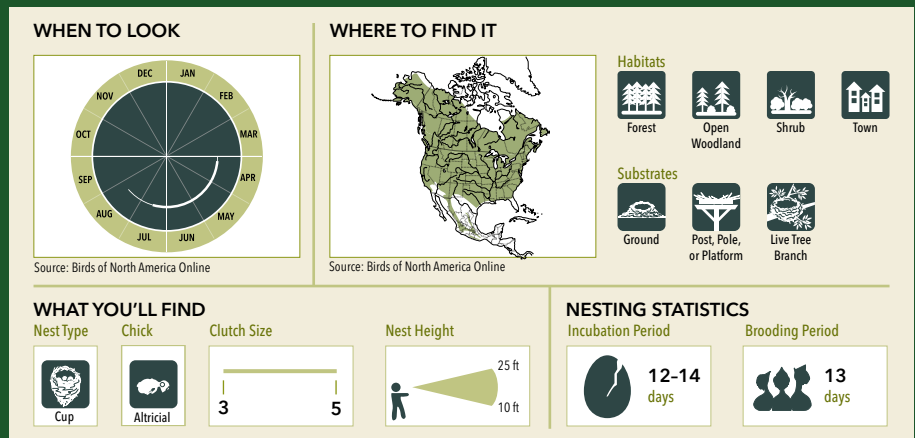 WHEN TO LOOK
DEC
JAN
NOV
FEB
OCT
MAR
SEP
APR
AUG
MAY
JUL
JUN
Source: Birds of North America Online
WHERE TO FIND IT
Source: Birds of North America Online
Habitats
Forest
Open
Woodland
Shrub
Town
Substrates
Ground
Post, Pole,
or Platform
Live Tree
Branch
WHAT YOU'LL FIND
Nest Type
Cup
Chick
Altricial
Clutch Size
3
5
Nest Height
25 ft
10 ft
NESTING STATISTICS
Incubation Period
12–14
days
Brooding Period
13
days